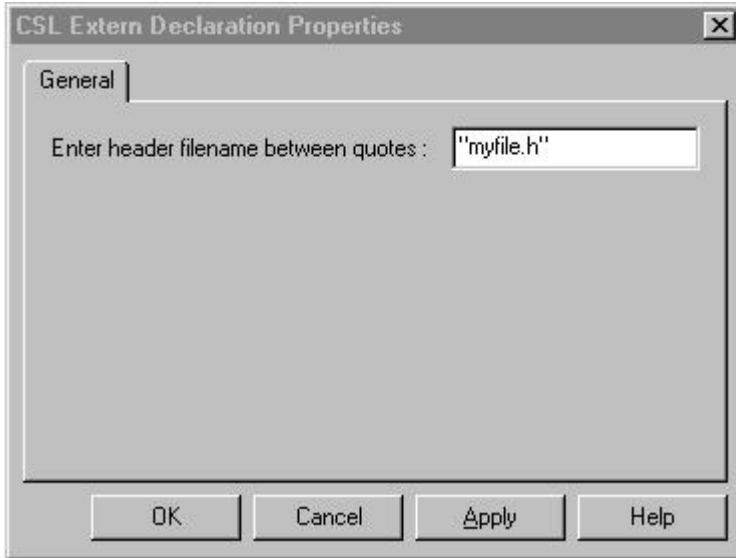 CSL Extern Declaration Properties
General
Enter header filename between quotes : "myfile.h"
OK Cancel Apply Help